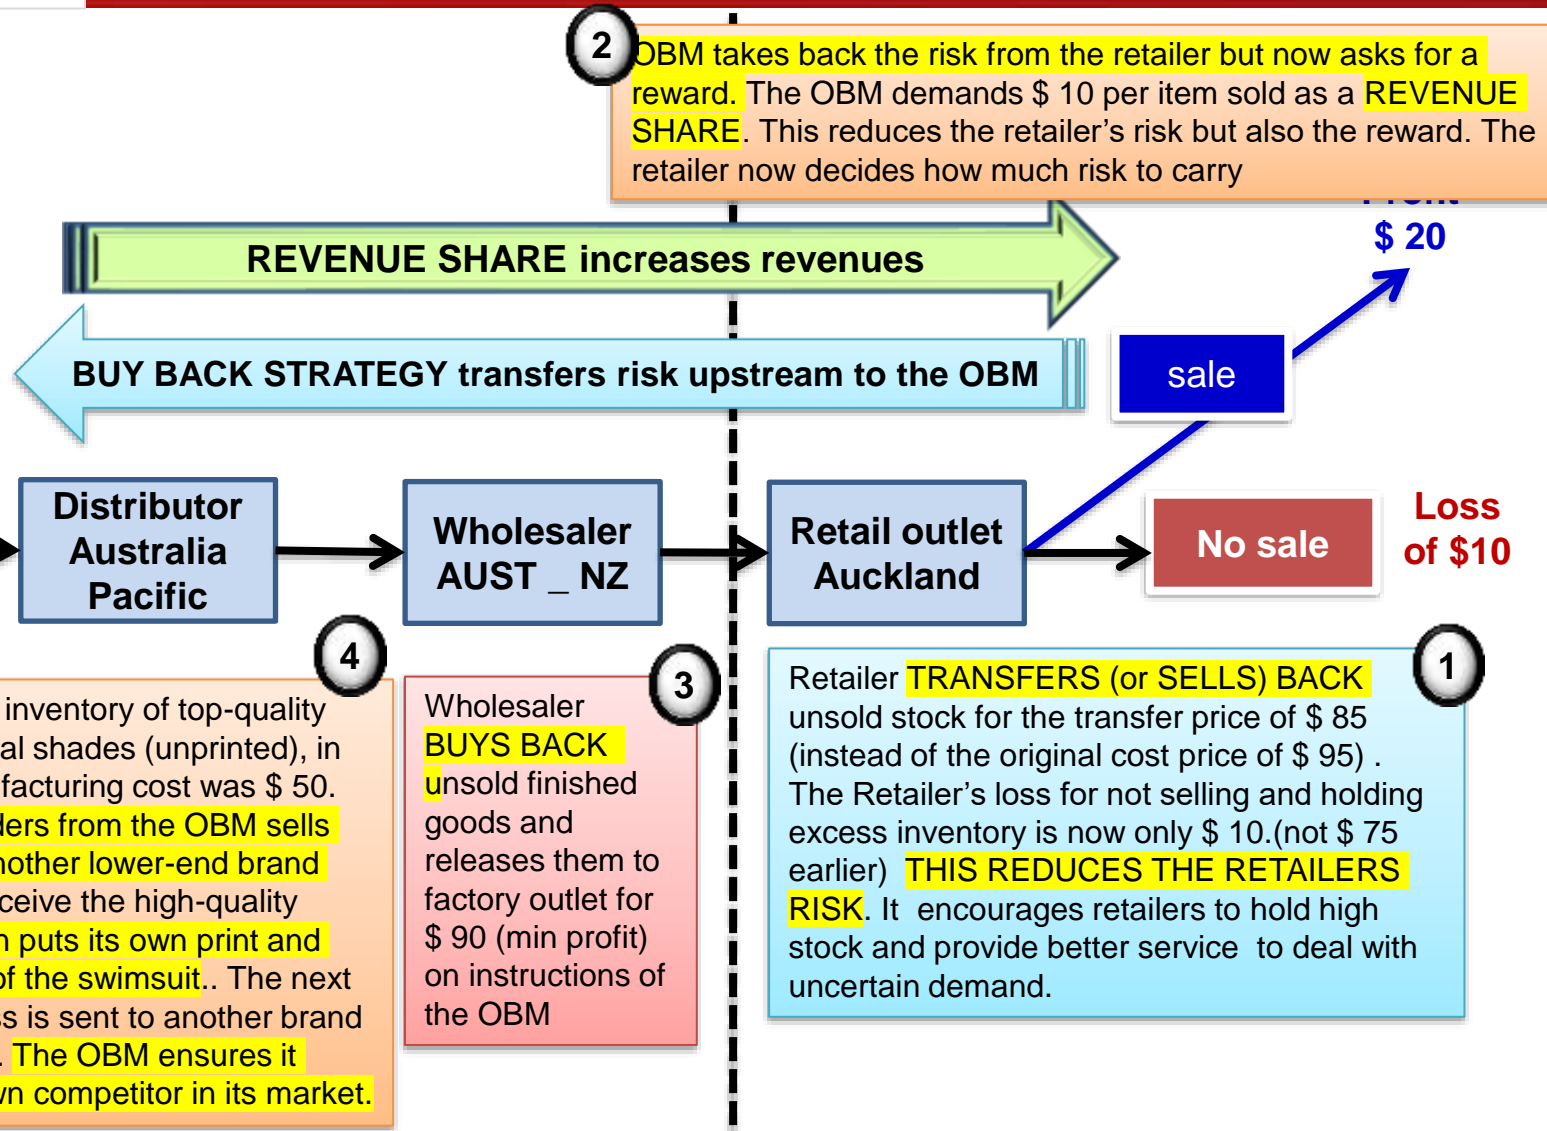 2
OBM takes back the risk from the retailer but now asks for a
reward. The OBM demands $ 10 per item sold as a REVENUE
SHARE. This reduces the retailer's risk but also the reward. The
retailer now decides how much risk to carry
$ 20
REVENUE SHARE increases revenues
BUY BACK STRATEGY transfers risk upstream to the OBM
sale
Distributor
Australia
Pacific
Wholesaler
AUST _ NZ
Retail outlet
Auckland
No sale
Loss
of $10
4
inventory of top-quality
al shades (unprinted), in
facturing cost was $ 50.
ders from the OBM sells
nother lower-end brand
ceive the high-quality
n puts its own print and
of the swimsuit.. The next
ss is sent to another brand
. The OBM ensures it
wn competitor in its market.
3
Wholesaler
BUYS BACK
unsold finished
goods and
releases them to
factory outlet for
$ 90 (min profit)
on instructions of
the OBM
1
Retailer TRANSFERS (or SELLS) BACK
unsold stock for the transfer price of $ 85
(instead of the original cost price of $ 95) .
The Retailer's loss for not selling and holding
excess inventory is now only $ 10.(not $ 75
earlier) THIS REDUCES THE RETAILERS
RISK. It encourages retailers to hold high
stock and provide better service to deal with
uncertain demand.